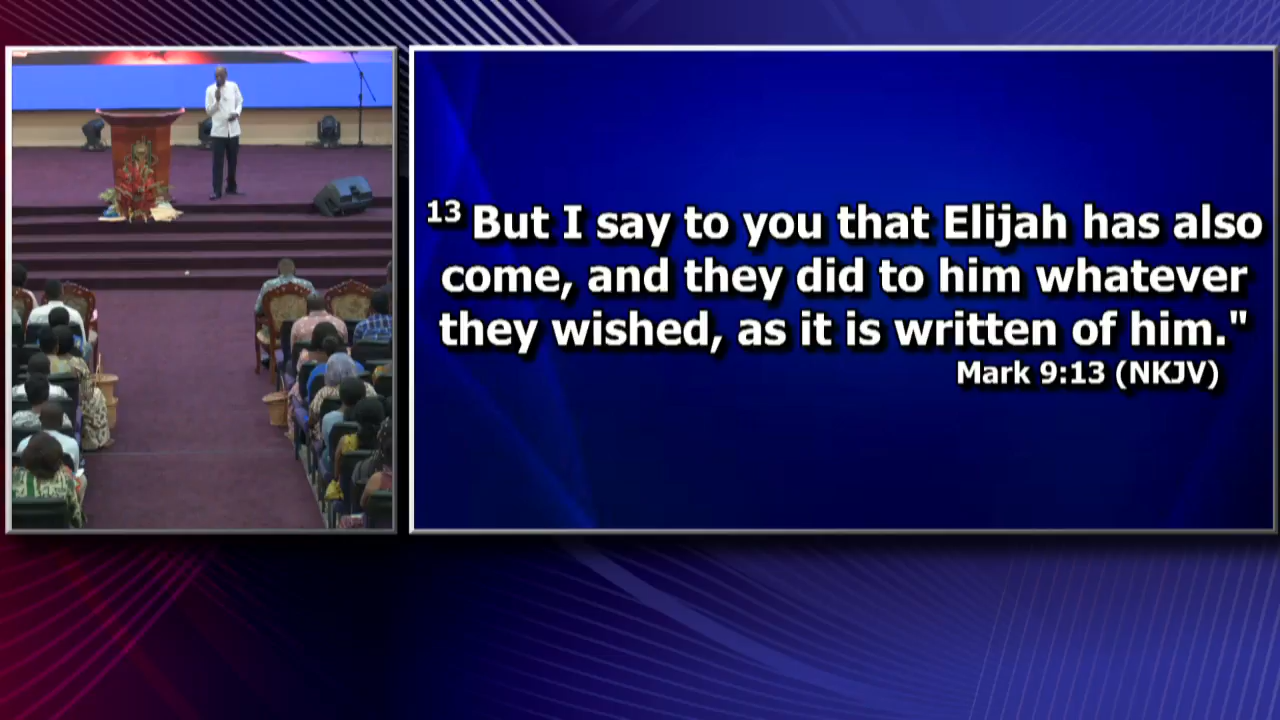 13 But I say to you that Elijah has also
come, and they did to him whatever
they wished, as it is written of him."
Mark 9:13 (NKJV)